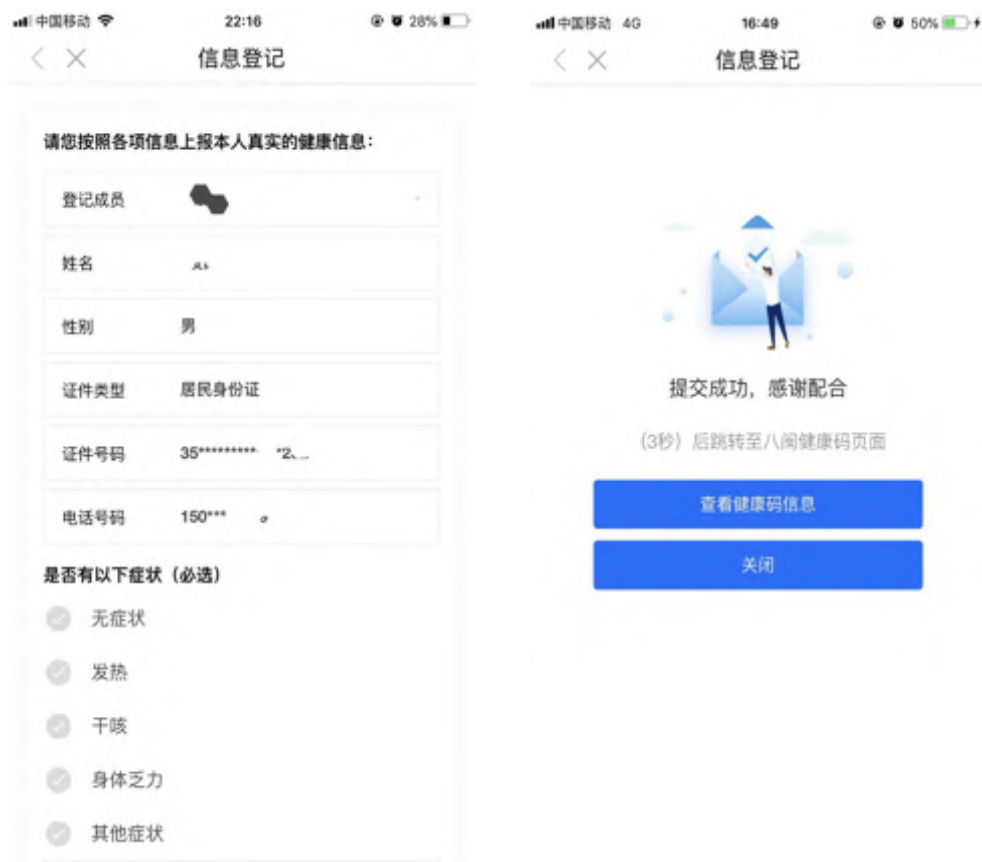 中国移动 22:16 28%
信息登记
请您按照各项信息上报本人真实的健康信息:
登记成员
姓名
性别 男
证件类型 居民身份证
证件号码 35*********
电话号码 150***
是否有以下症状（必选）
无症状
发热
干咳
身体乏力
其他症状
中国移动 4G 16:49 50%
信息登记
提交成功，感谢配合
(3秒) 后跳转至八闽健康码页面
查看健康码信息
关闭